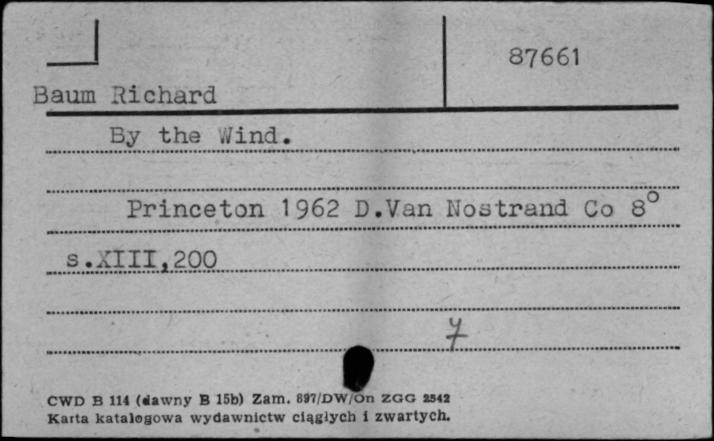 87661
Baum Richard
By the Wind.
Princeton 1962 D.Van Nostrand Co 8°
s.XIII,200
7
CWD B 114 (dawny B 15b) Zam. 897/DW/On ZGG 2542
Karta katalogowa wydawnictw ciągłych i zwartych.